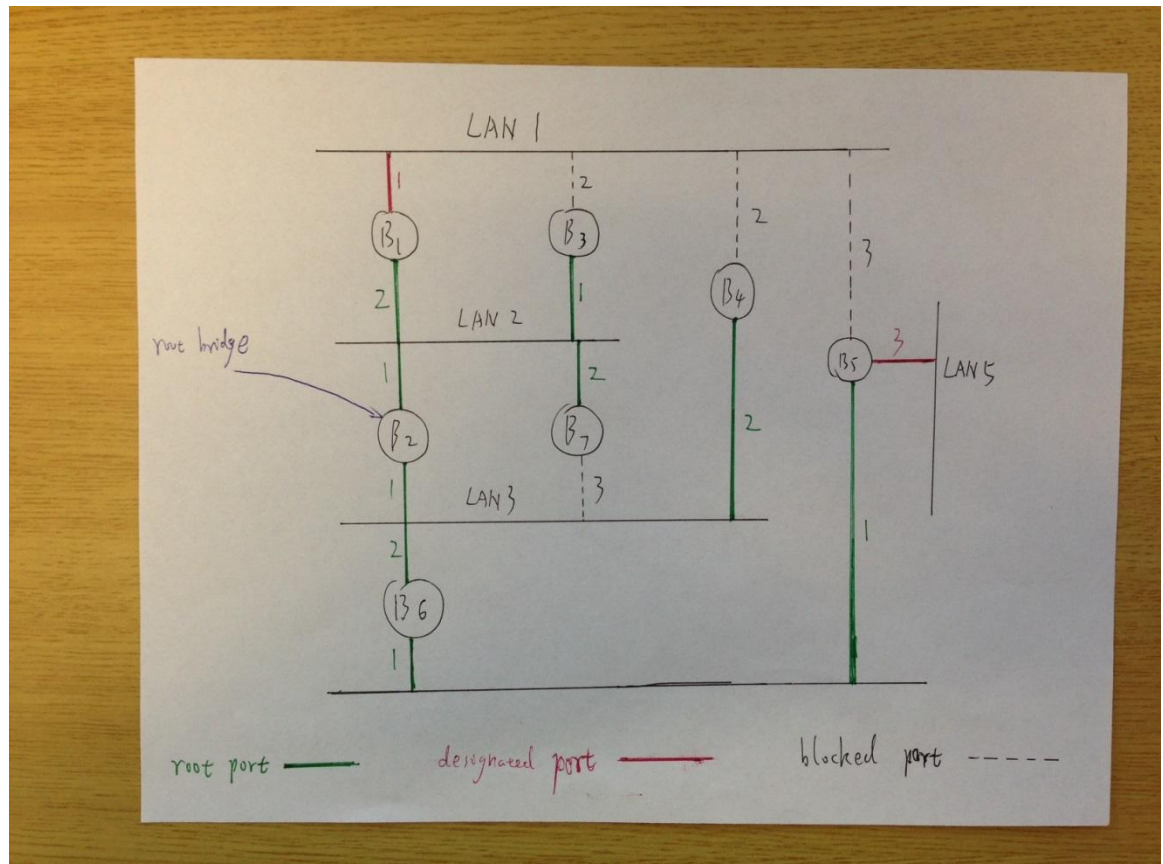 LAN 1
1 2 2 3
B1 B3 B4
2 1
LAN 2
root bridge
1 2
B5 3 LAN 5
B2 B7 2
1 LAN 3 3
2 1
B6
1
root port designated port blocked port